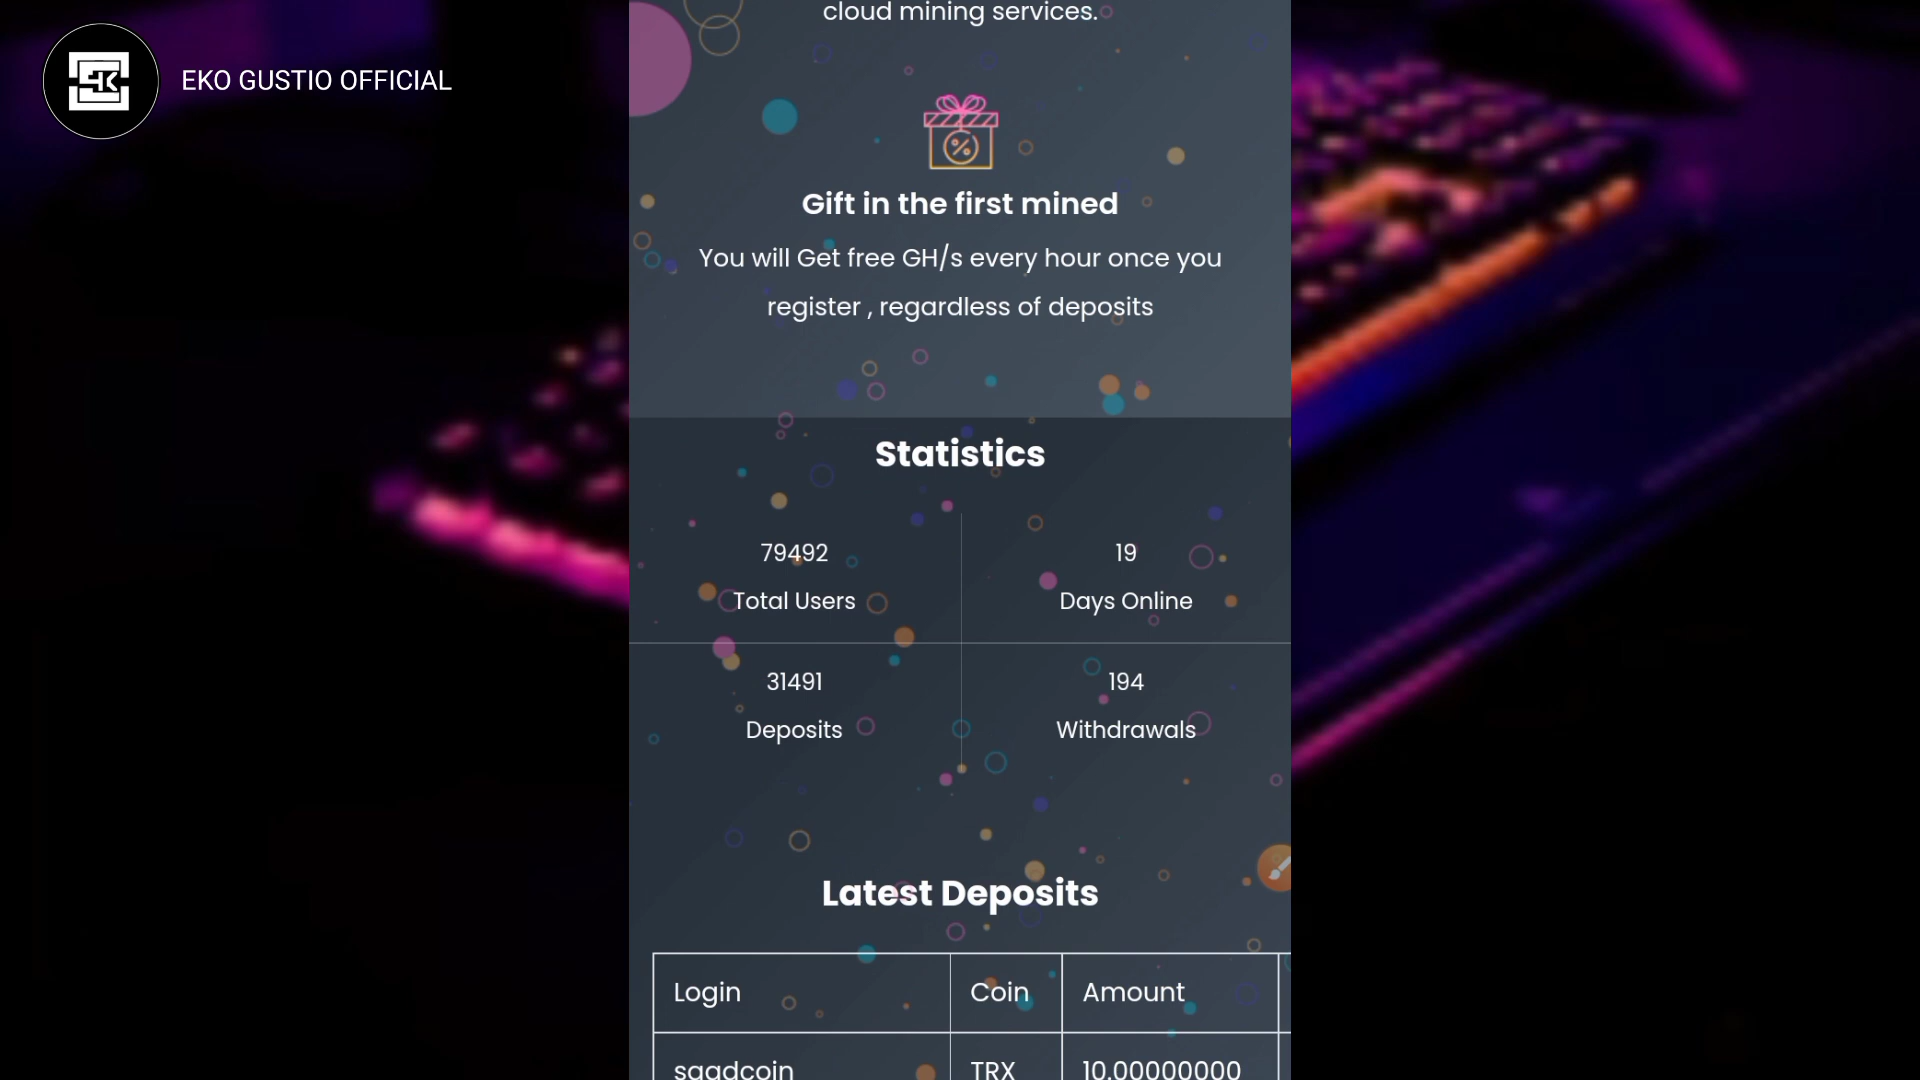 EKO GUSTIO OFFICIAL
cloud mining services.
Gift in the first mined
You will Get free GH/s every hour once you
register , regardless of deposits
Statistics
79492
Total Users
19
Days Online
31491
Deposits
194
Withdrawals
Latest Deposits
Login Coin Amount
saadcoin TRX 10.00000000